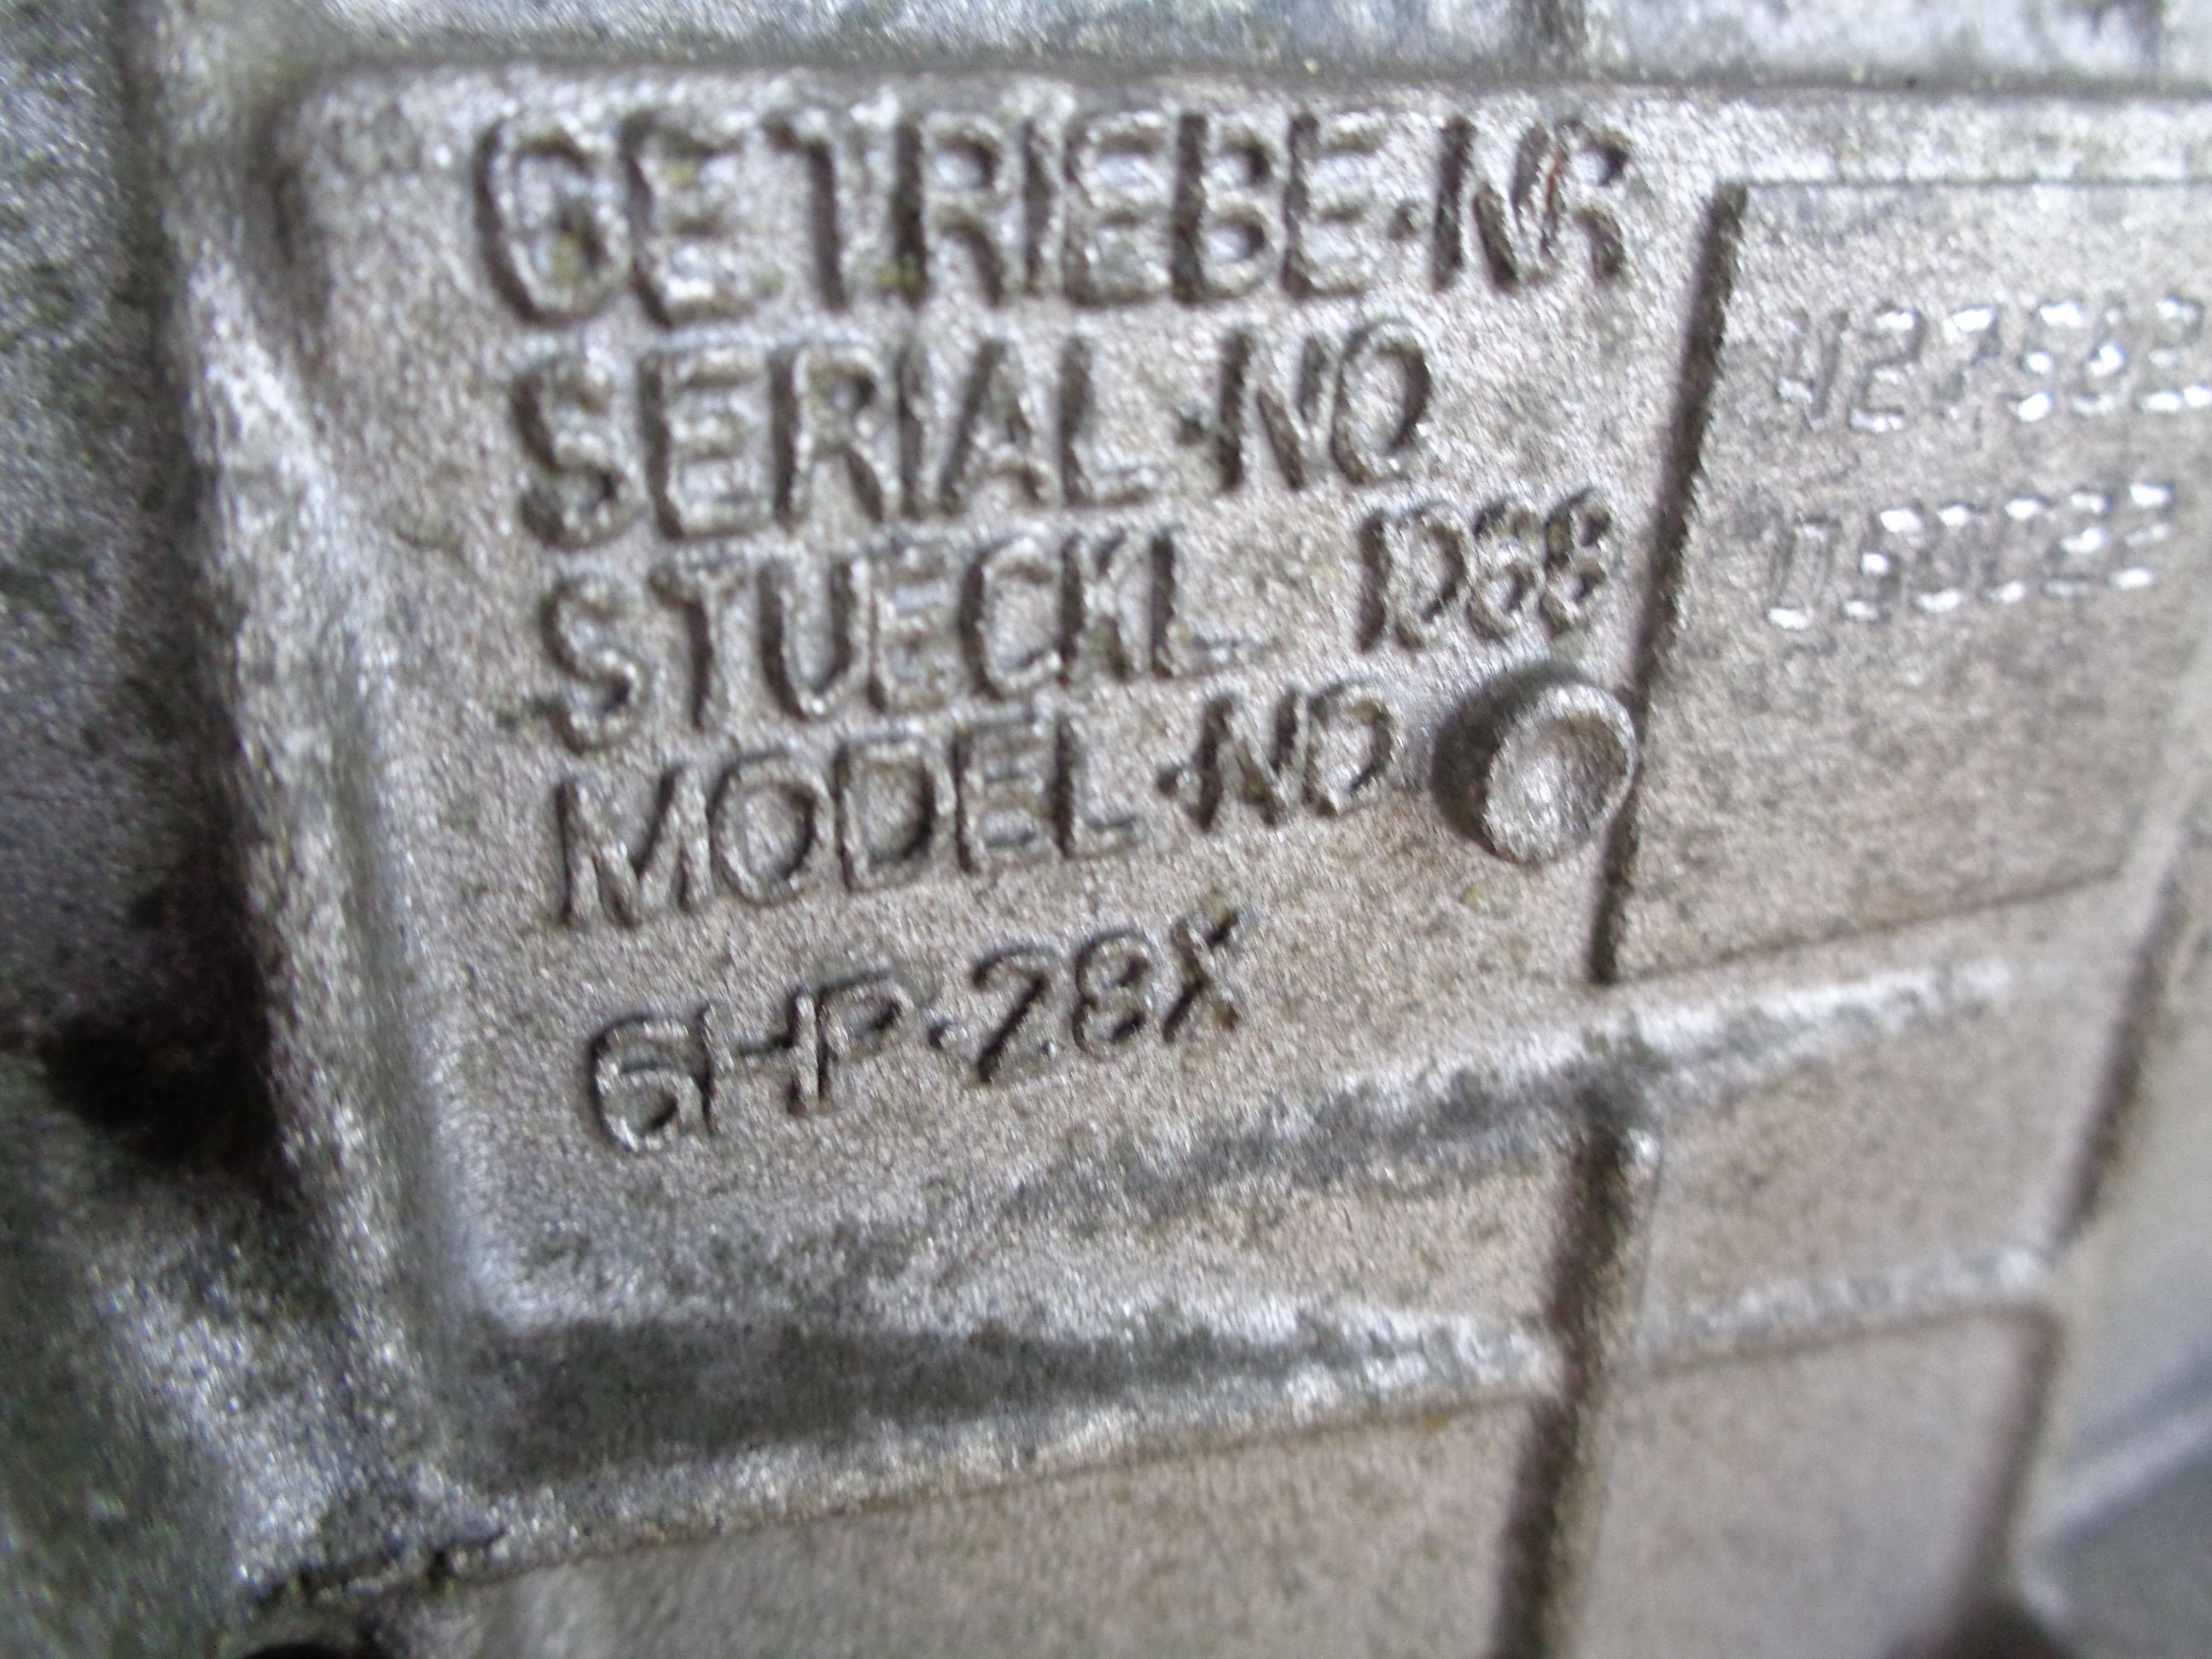 GETRIEBE-NR
SERIAL-NO
STUECKL 1068
MODEL-NO
6HP-28X